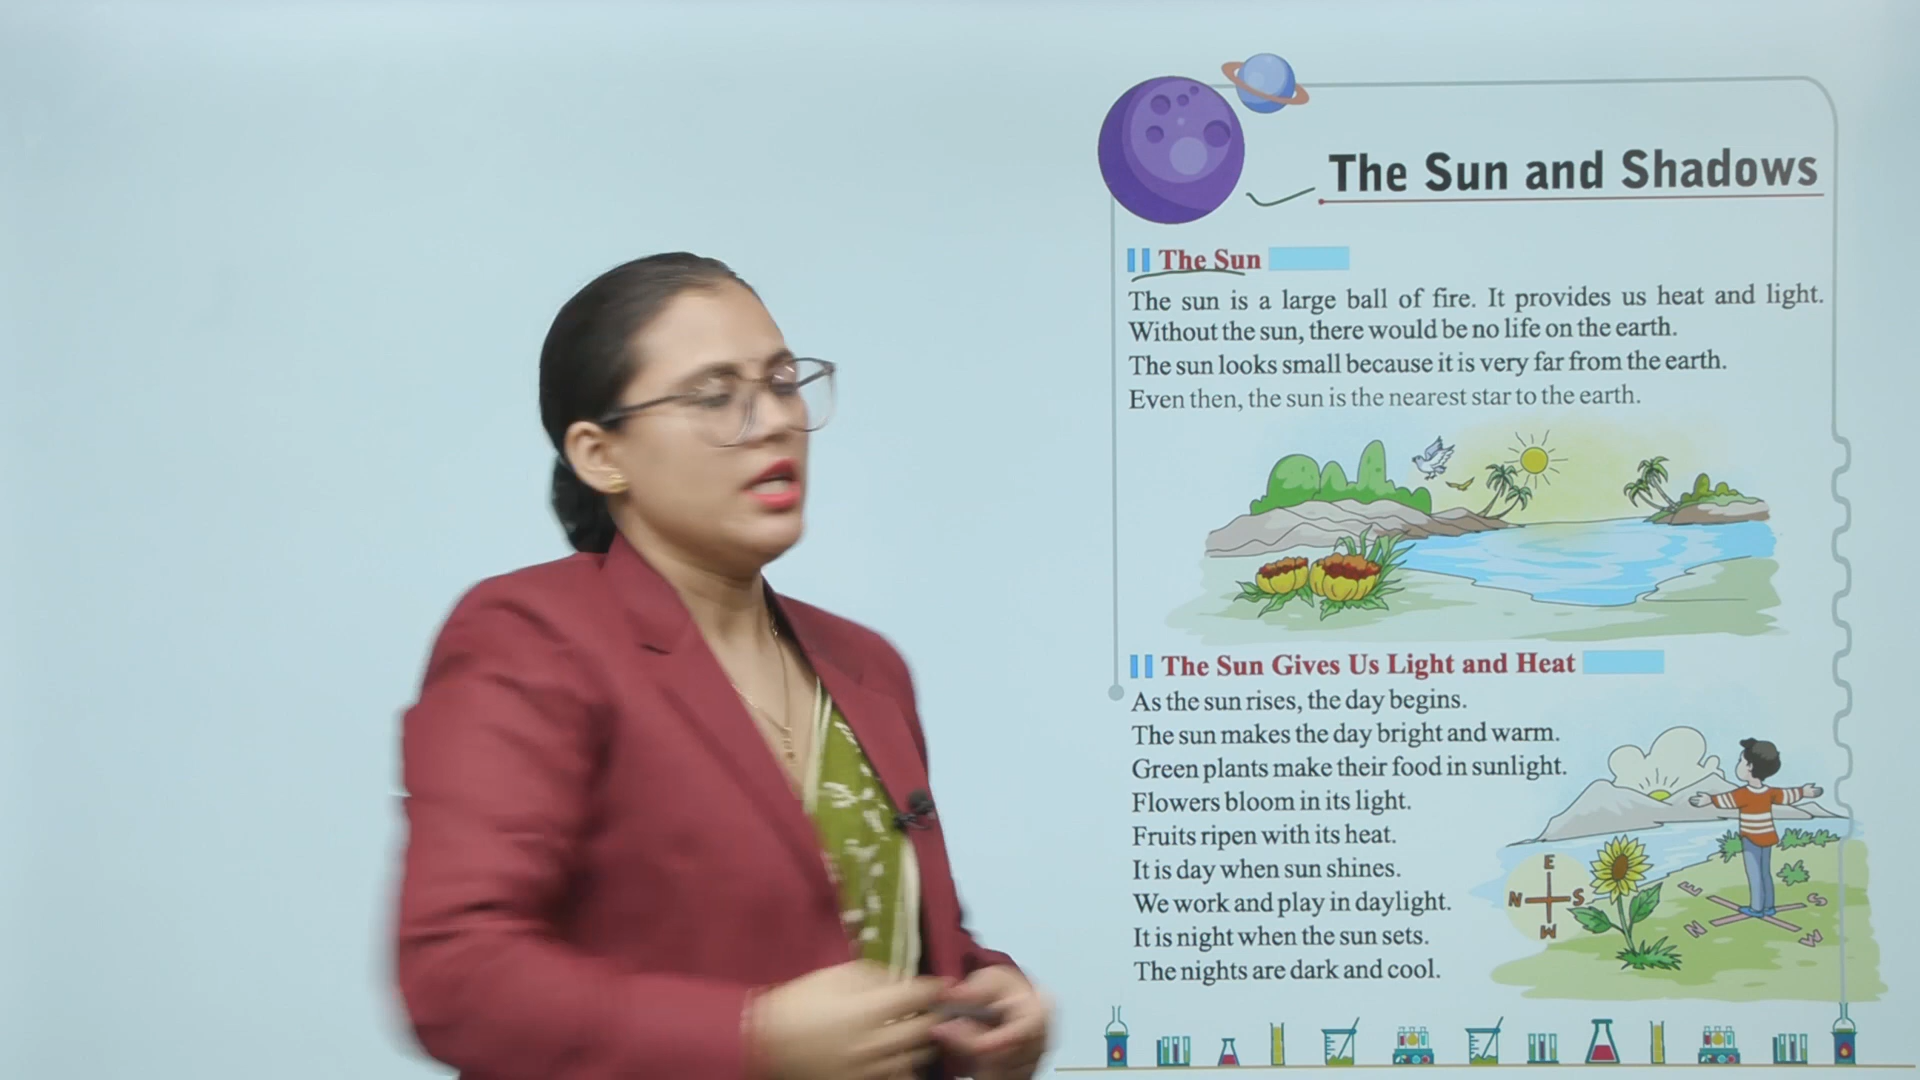 The Sun and Shadows
The Sun
The sun is a large ball of fire. It provides us heat and light.
Without the sun, there would be no life on the earth.
The sun looks small because it is very far from the earth.
Even then, the sun is the nearest star to the earth.
The Sun Gives Us Light and Heat
As the sun rises, the day begins.
The sun makes the day bright and warm.
Green plants make their food in sunlight.
Flowers bloom in its light.
Fruits ripen with its heat.
It is day when sun shines.
We work and play in daylight.
It is night when the sun sets.
The nights are dark and cool.
E
N S
W
E S
N W